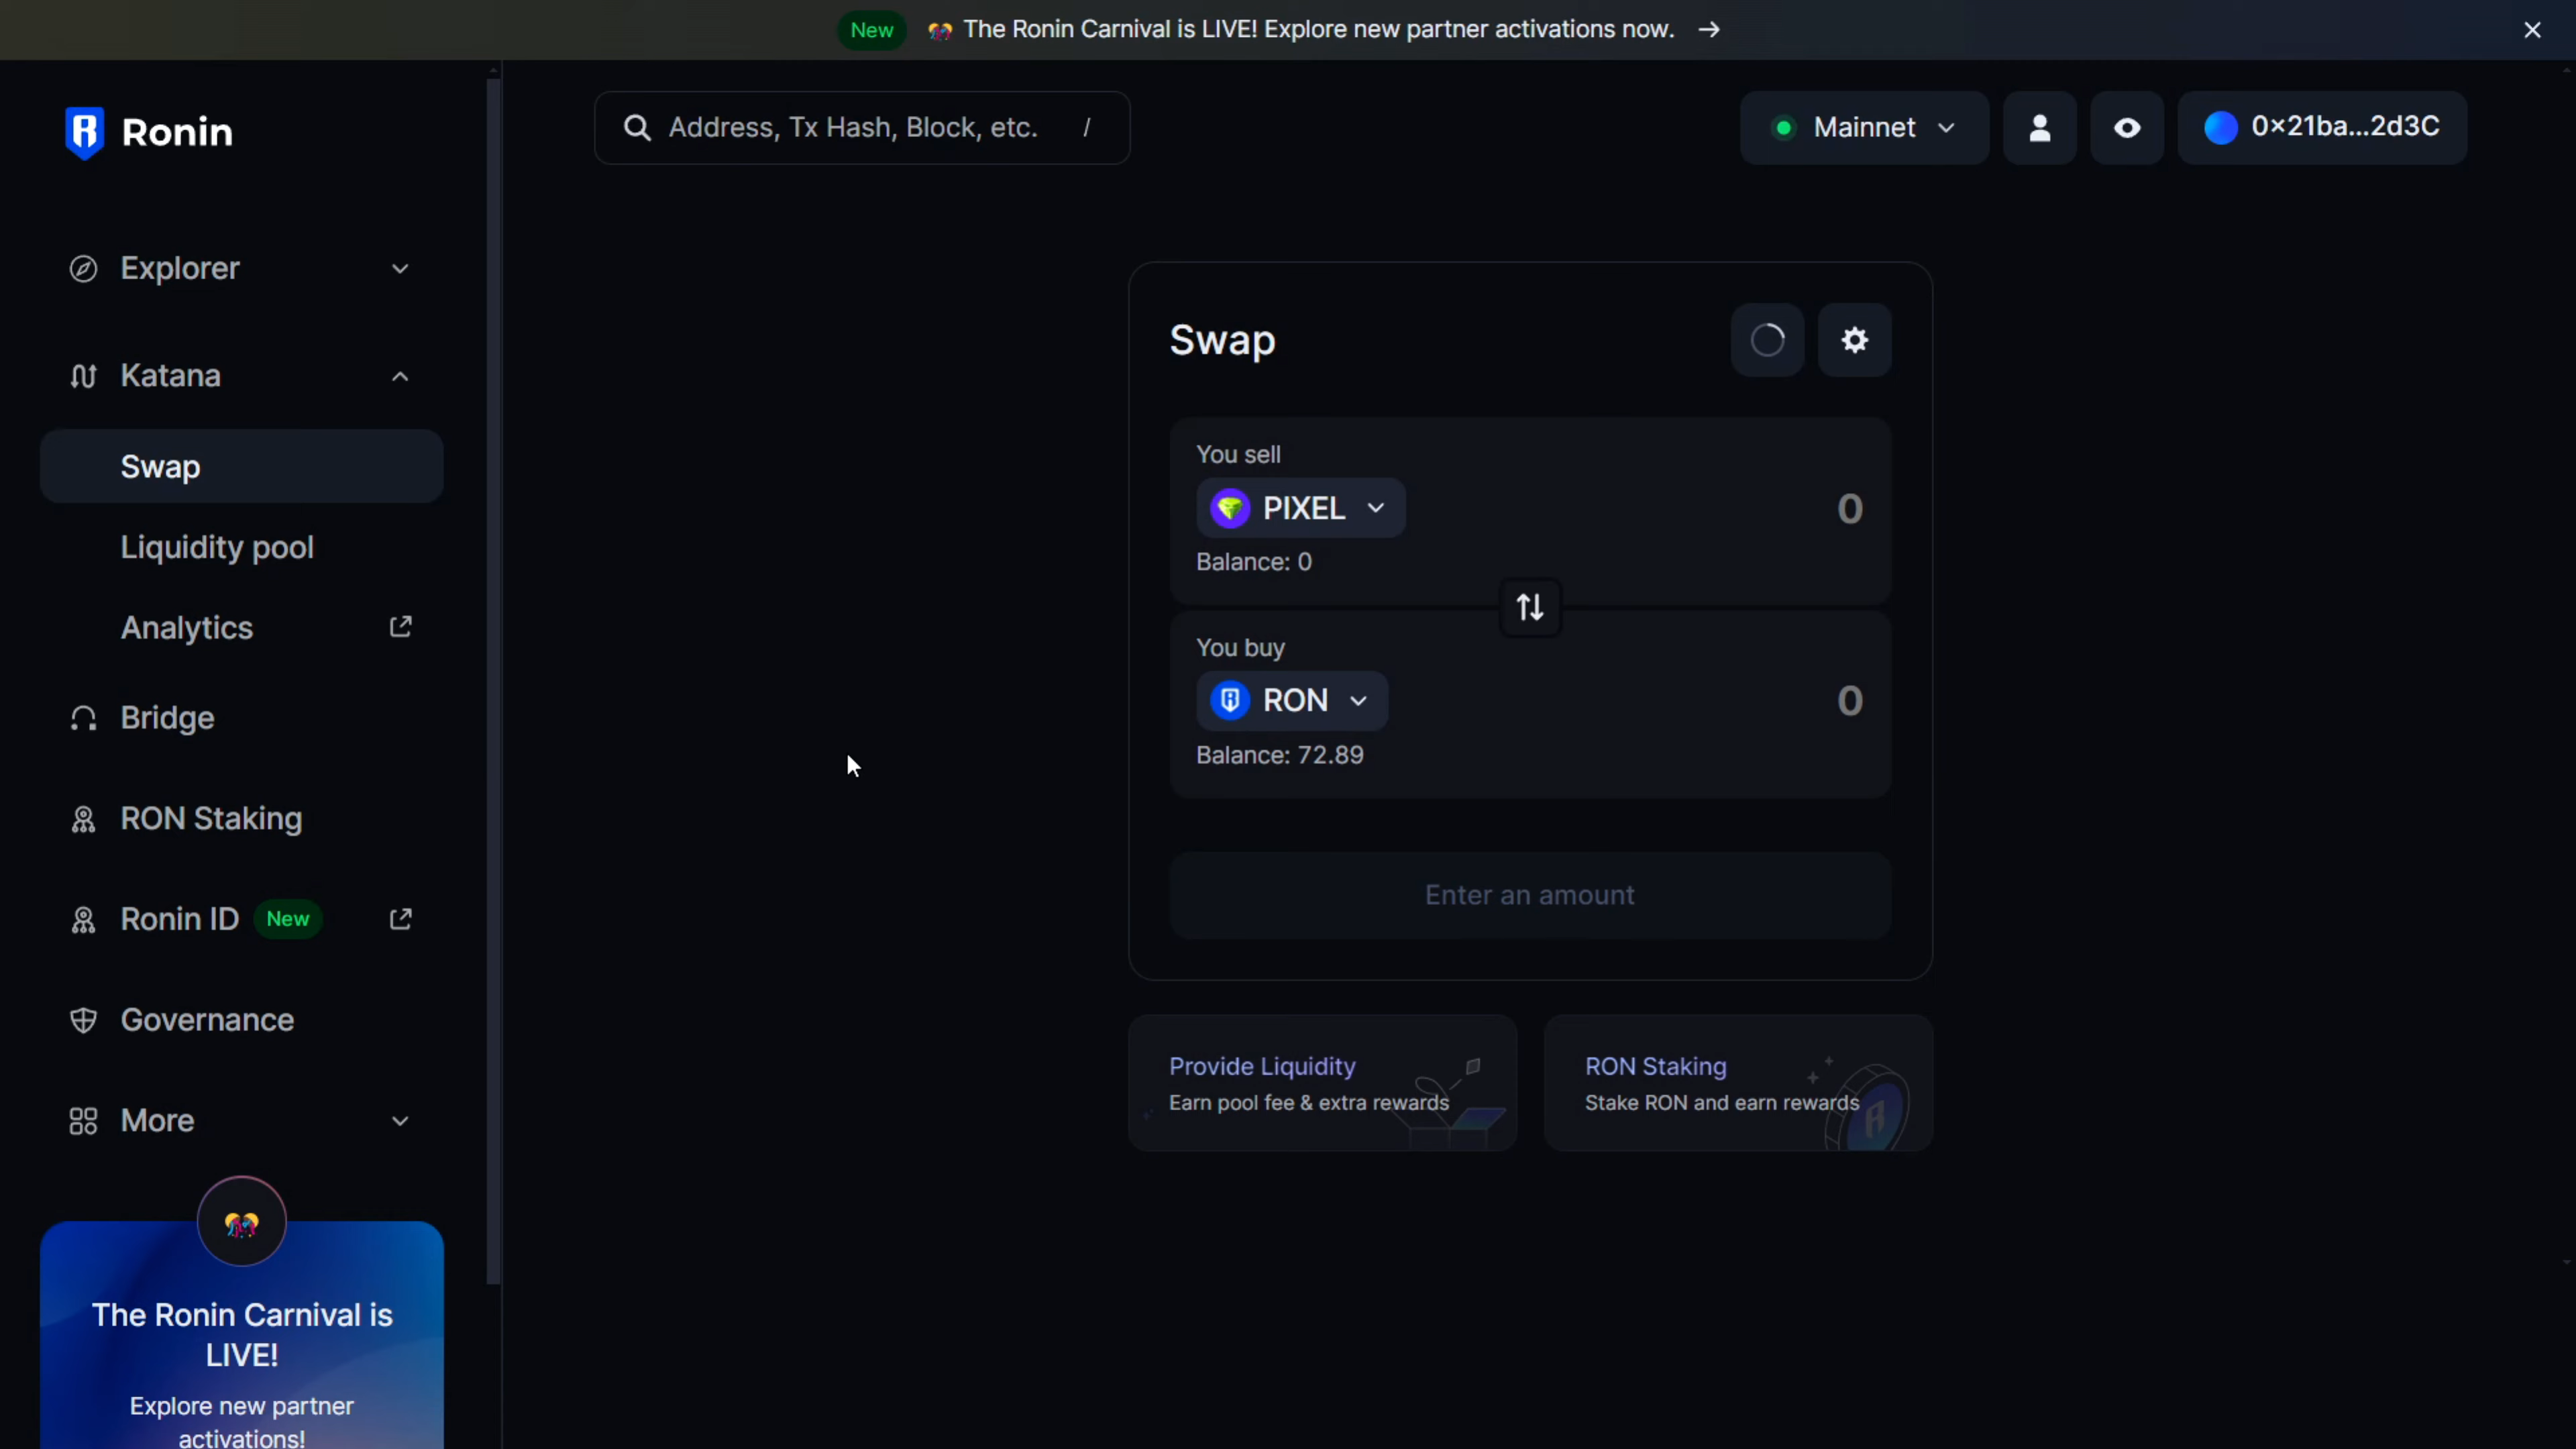 New 🎊 The Ronin Carnival is LIVE! Explore new partner activations now. →
Ronin
Address, Tx Hash, Block, etc. /
Mainnet
0×21ba...2d3C
Explorer
Katana
Swap
Liquidity pool
Analytics
Bridge
RON Staking
Ronin ID New
Governance
More
The Ronin Carnival is
LIVE!
Explore new partner
activations!
Swap
You sell
PIXEL 0
Balance: 0
You buy
RON 0
Balance: 72.89
Enter an amount
Provide Liquidity
Earn pool fee & extra rewards
RON Staking
Stake RON and earn rewards